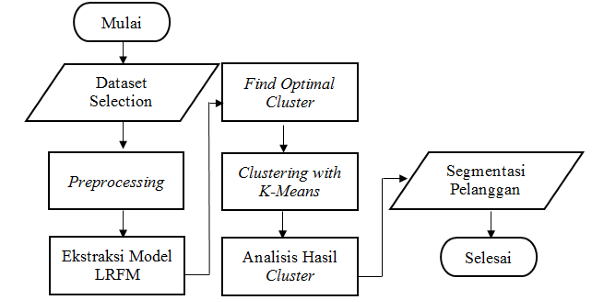 Mulai
Dataset
Selection
Preprocessing
Ekstraksi Model
LRFM
Find Optimal
Cluster
Clustering with
K-Means
Analisis Hasil
Cluster
Segmentasi
Pelanggan
Selesai